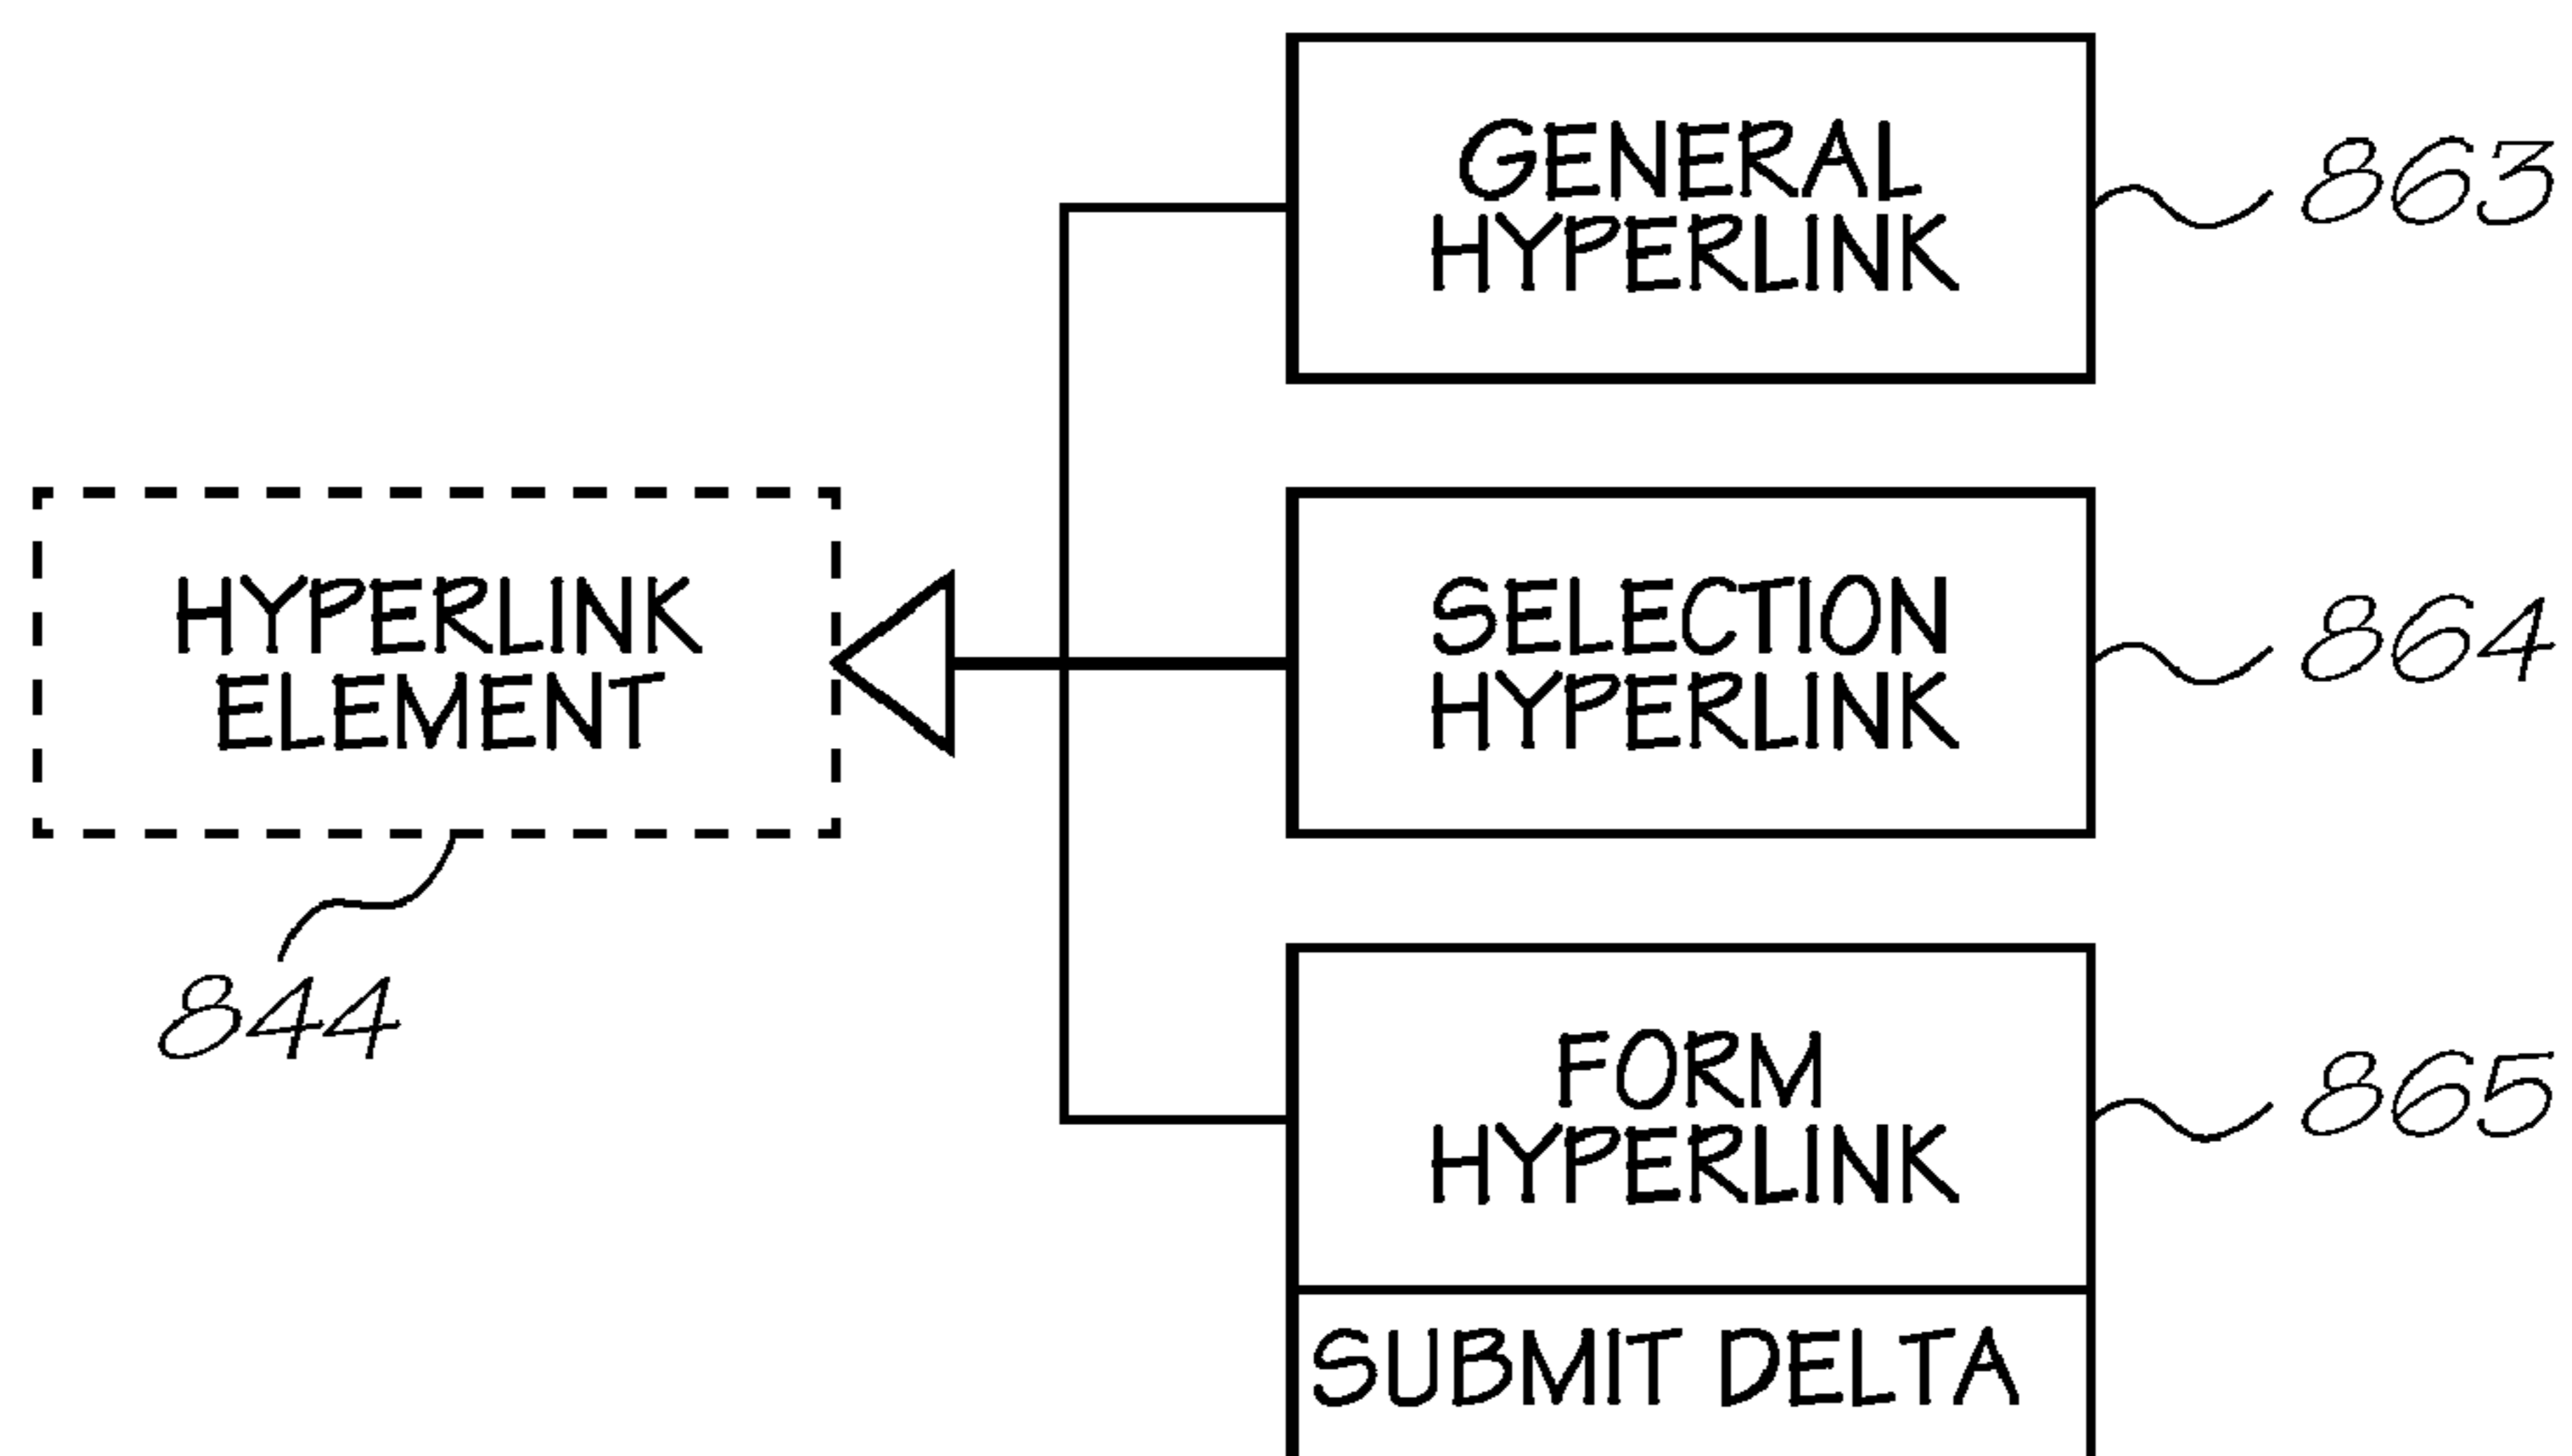 GENERAL
HYPERLINK
863
HYPERLINK
ELEMENT
844
SELECTION
HYPERLINK
864
FORM
HYPERLINK
865
SUBMIT DELTA